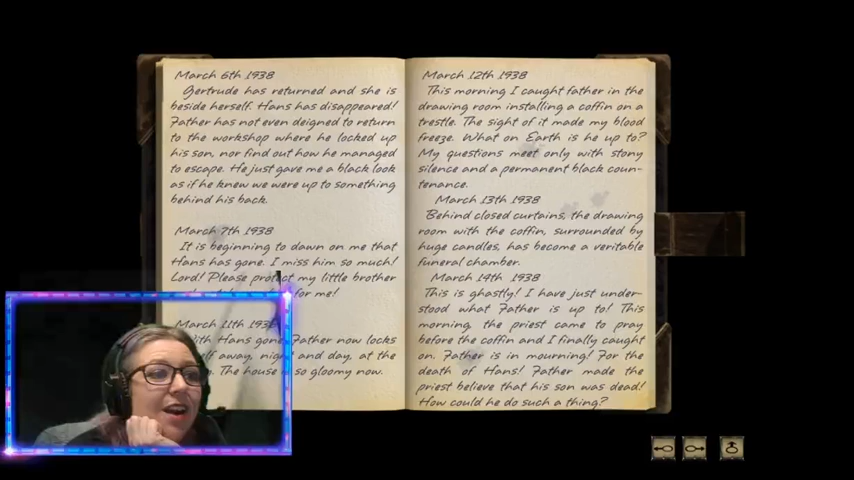 March 6th 1938
Gertrude has returned and she is
beside herself. Hans has disappeared!
Father has not even deigned to return
to the workshop where he locked up
his son, nor find out how he managed
to escape. He just gave me a black look
as if he knew we were up to something
behind his back.
March 7th 1938
It is beginning to dawn on me that
Hans has gone. I miss him so much!
Lord! Please protect my little brother
for me!
March 11th 1938
With Hans gone, Father now locks
away, night and day, at the
The house is so gloomy now.
March 12th 1938
This morning I caught father in the
drawing room installing a coffin on a
trestle. The sight of it made my blood
freeze. What on Earth is he up to?
My questions meet only with stony
silence and a permanent black coun-
tenance.
March 13th 1938
Behind closed curtains, the drawing
room with the coffin, surrounded by
huge candles, has become a veritable
funeral chamber.
March 14th 1938
This is ghastly! I have just under-
stood what Father is up to! This
morning the priest came to pray
before the coffin and I finally caught
on. Father is in mourning! For the
death of Hans! Father made the
priest believe that his son was dead!
How could he do such a thing?